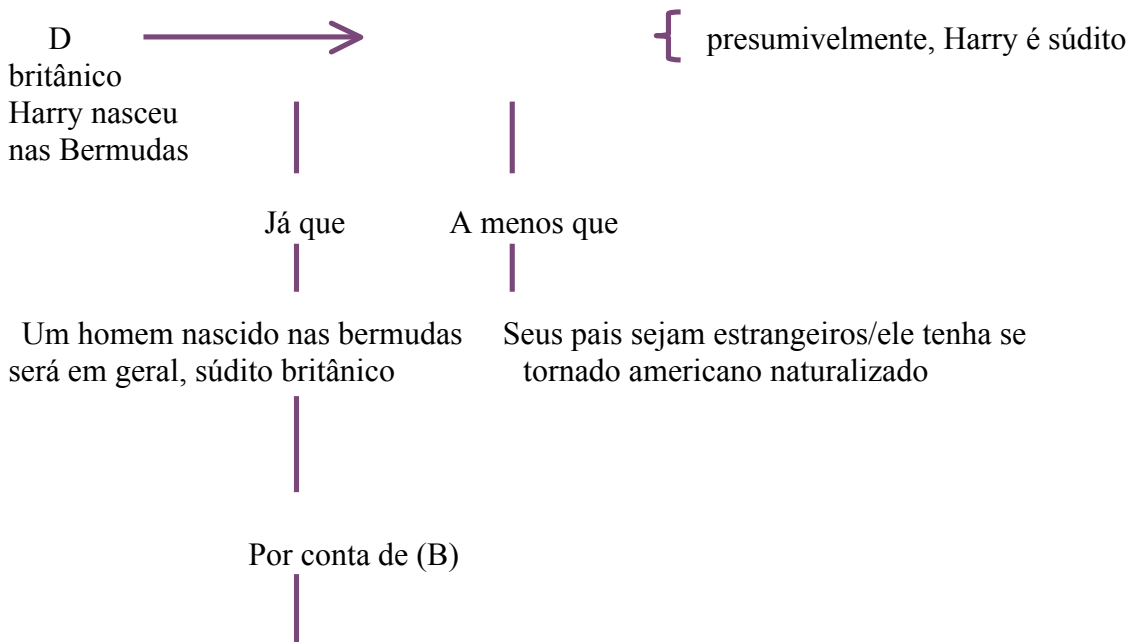 D presumivelmente, Harry é súdito
britânico
Harry nasceu
nas Bermudas
Já que A menos que
Um homem nascido nas bermudas Seus pais sejam estrangeiros/ele tenha se
será em geral, súdito britânico tornado americano naturalizado
Por conta de (B)